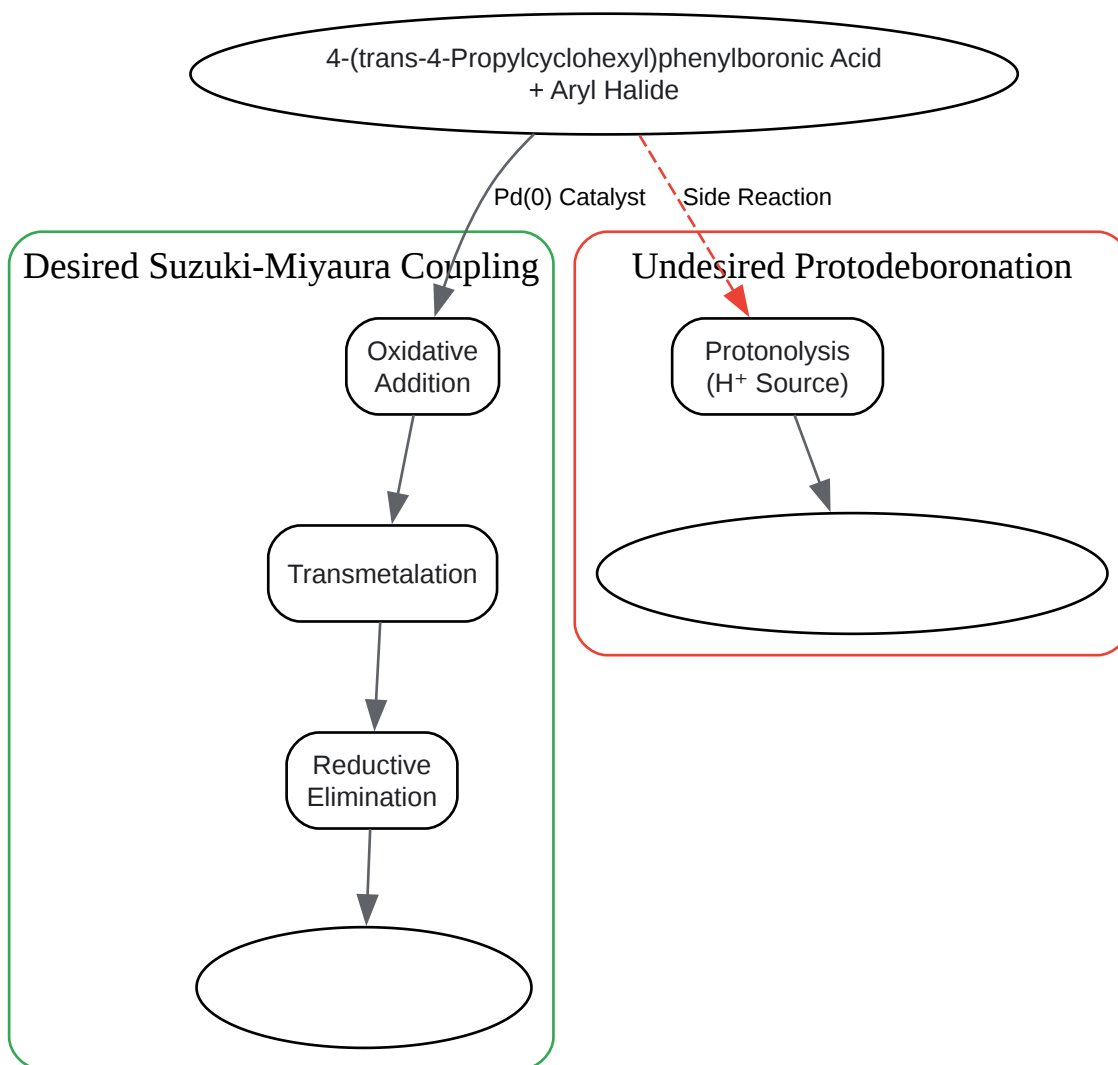 4-(trans-4-Propylcyclohexyl)phenylboronic Acid
+ Aryl Halide
Pd(0) Catalyst
Side Reaction
Desired Suzuki-Miyaura Coupling
Undesired Protodeboronation
Oxidative
Addition
Protonolysis
(H⁺ Source)
Transmetalation
Reductive
Elimination